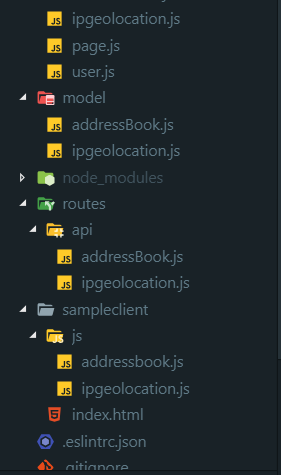 ipgeolocation.js
page.js
user.js
model
addressBook.js
ipgeolocation.js
node_modules
routes
api
addressBook.js
ipgeolocation.js
sampleclient
js
addressbook.js
ipgeolocation.js
index.html
.eslintrc.json
.gitignore